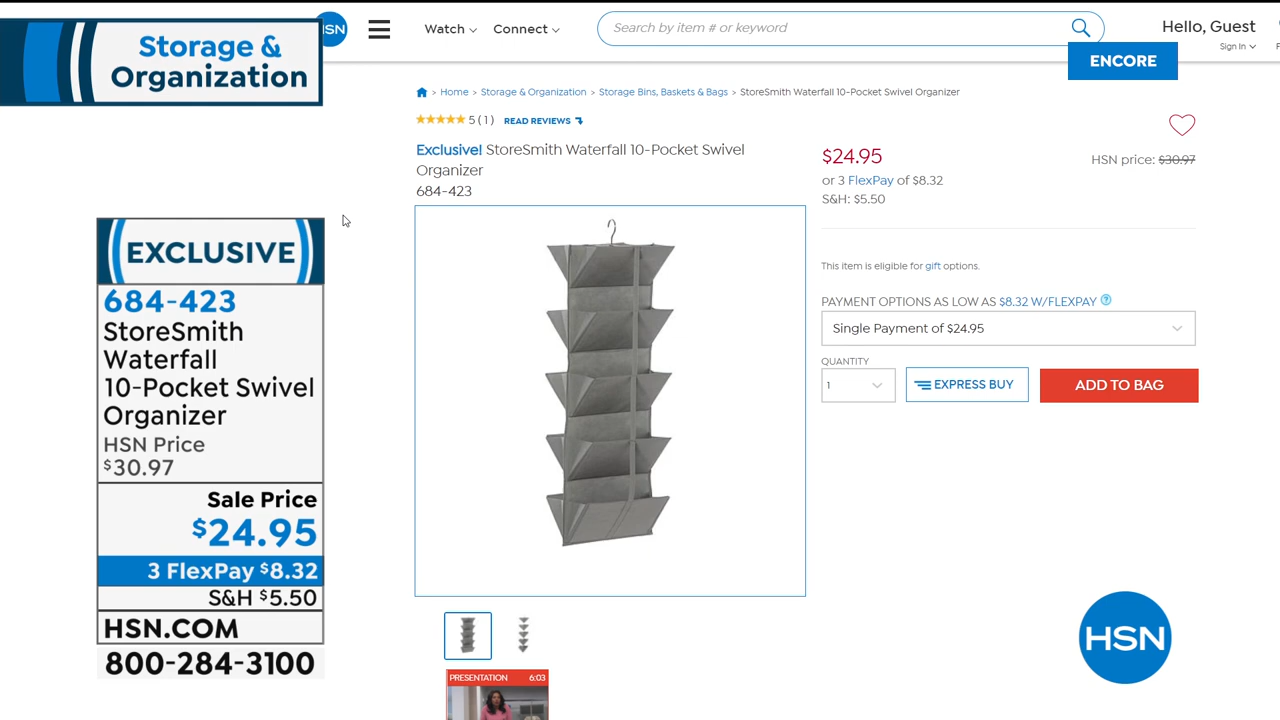 Storage &
Organization
HSN
Watch
Connect
Search by item # or keyword
Hello, Guest
Sign In
ENCORE
Home > Storage & Organization > Storage Bins, Baskets & Bags > StoreSmith Waterfall 10-Pocket Swivel Organizer
5 (1) READ REVIEWS
Exclusive! StoreSmith Waterfall 10-Pocket Swivel
Organizer
684-423
$24.95
HSN price: $30.97
or 3 FlexPay of $8.32
S&H: $5.50
This item is eligible for gift options.
PAYMENT OPTIONS AS LOW AS $8.32 W/FLEXPAY ?
Single Payment of $24.95
QUANTITY
1
EXPRESS BUY
ADD TO BAG
EXCLUSIVE
684-423
StoreSmith
Waterfall
10-Pocket Swivel
Organizer
HSN Price
$30.97
Sale Price
$24.95
3 FlexPay $8.32
S&H $5.50
HSN.COM
800-284-3100
PRESENTATION 6:03
HSN